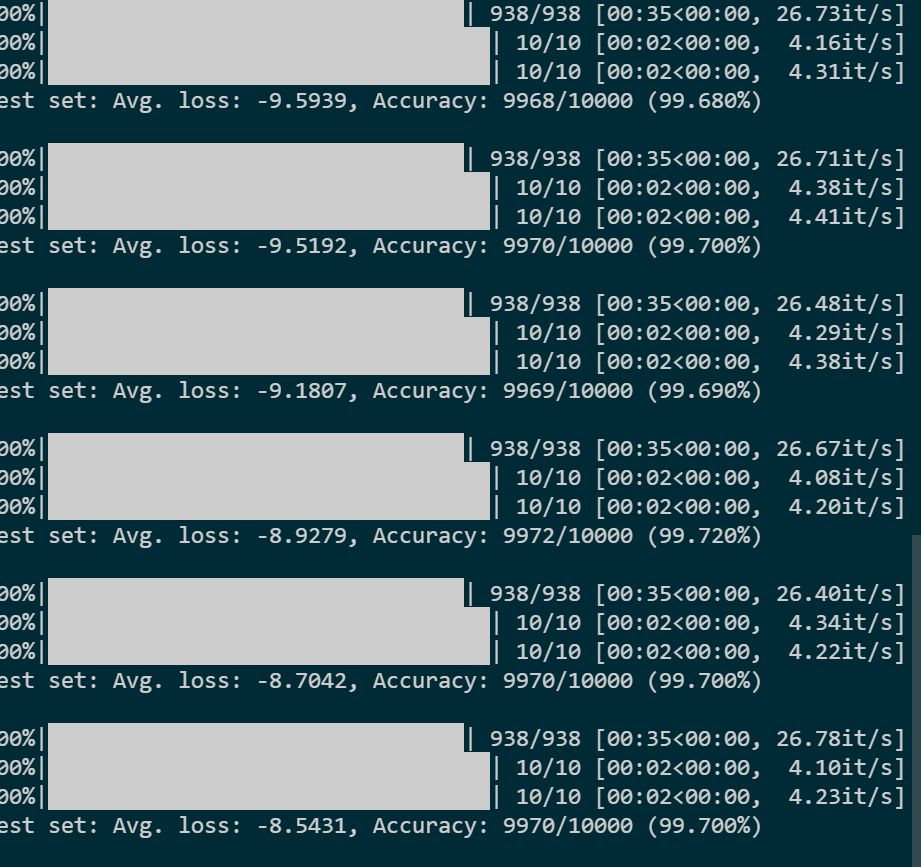 00%| | 938/938 [00:35<00:00, 26.73it/s]
00%| | 10/10 [00:02<00:00, 4.16it/s]
00%| | 10/10 [00:02<00:00, 4.31it/s]
est set: Avg. loss: -9.5939, Accuracy: 9968/10000 (99.680%)
00%| | 938/938 [00:35<00:00, 26.71it/s]
00%| | 10/10 [00:02<00:00, 4.38it/s]
00%| | 10/10 [00:02<00:00, 4.41it/s]
est set: Avg. loss: -9.5192, Accuracy: 9970/10000 (99.700%)
00%| | 938/938 [00:35<00:00, 26.48it/s]
00%| | 10/10 [00:02<00:00, 4.29it/s]
00%| | 10/10 [00:02<00:00, 4.38it/s]
est set: Avg. loss: -9.1807, Accuracy: 9969/10000 (99.690%)
00%| | 938/938 [00:35<00:00, 26.67it/s]
00%| | 10/10 [00:02<00:00, 4.08it/s]
00%| | 10/10 [00:02<00:00, 4.20it/s]
est set: Avg. loss: -8.9279, Accuracy: 9972/10000 (99.720%)
00%| | 938/938 [00:35<00:00, 26.40it/s]
00%| | 10/10 [00:02<00:00, 4.34it/s]
00%| | 10/10 [00:02<00:00, 4.22it/s]
est set: Avg. loss: -8.7042, Accuracy: 9970/10000 (99.700%)
00%| | 938/938 [00:35<00:00, 26.78it/s]
00%| | 10/10 [00:02<00:00, 4.10it/s]
00%| | 10/10 [00:02<00:00, 4.23it/s]
est set: Avg. loss: -8.5431, Accuracy: 9970/10000 (99.700%)